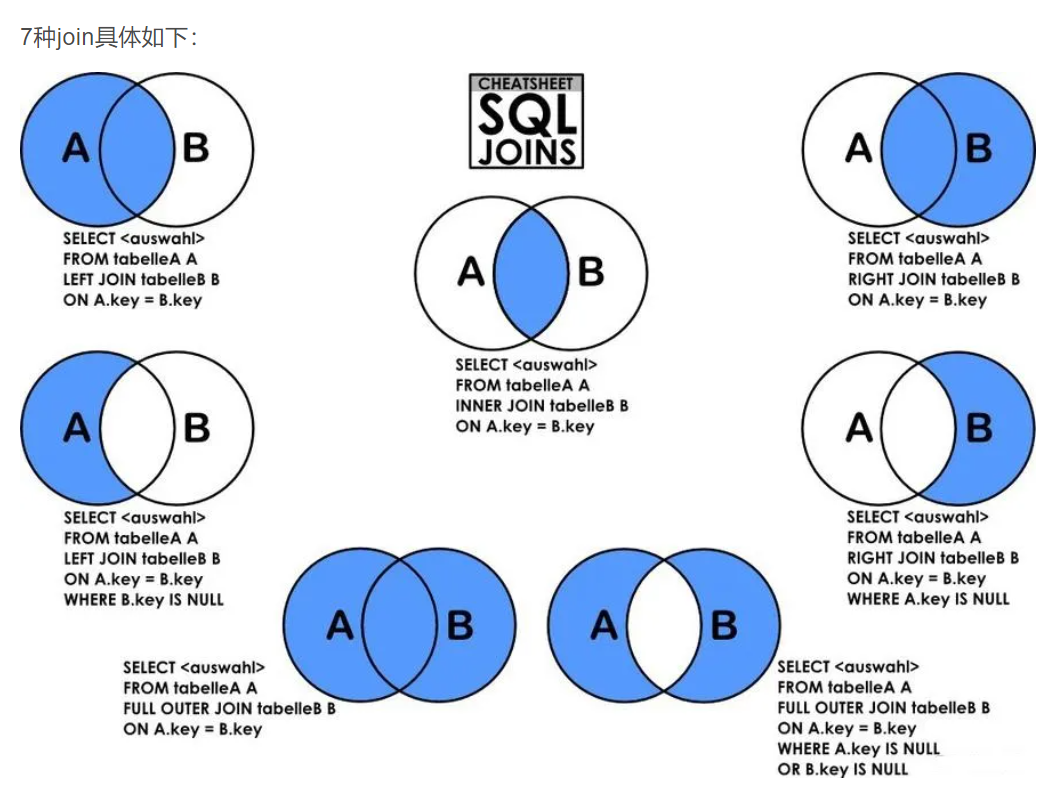 7种join具体如下：
CHEATSHEET
SQL
JOINS
A B
SELECT <auswahl>
FROM tabelleA A
LEFT JOIN tabelleB B
ON A.key = B.key
A B
SELECT <auswahl>
FROM tabelleA A
INNER JOIN tabelleB B
ON A.key = B.key
A B
SELECT <auswahl>
FROM tabelleA A
RIGHT JOIN tabelleB B
ON A.key = B.key
A B
SELECT <auswahl>
FROM tabelleA A
LEFT JOIN tabelleB B
ON A.key = B.key
WHERE B.key IS NULL
A B
SELECT <auswahl>
FROM tabelleA A
RIGHT JOIN tabelleB B
ON A.key = B.key
WHERE A.key IS NULL
A B
SELECT <auswahl>
FROM tabelleA A
FULL OUTER JOIN tabelleB B
ON A.key = B.key
A B
SELECT <auswahl>
FROM tabelleA A
FULL OUTER JOIN tabelleB B
ON A.key = B.key
WHERE A.key IS NULL
OR B.key IS NULL